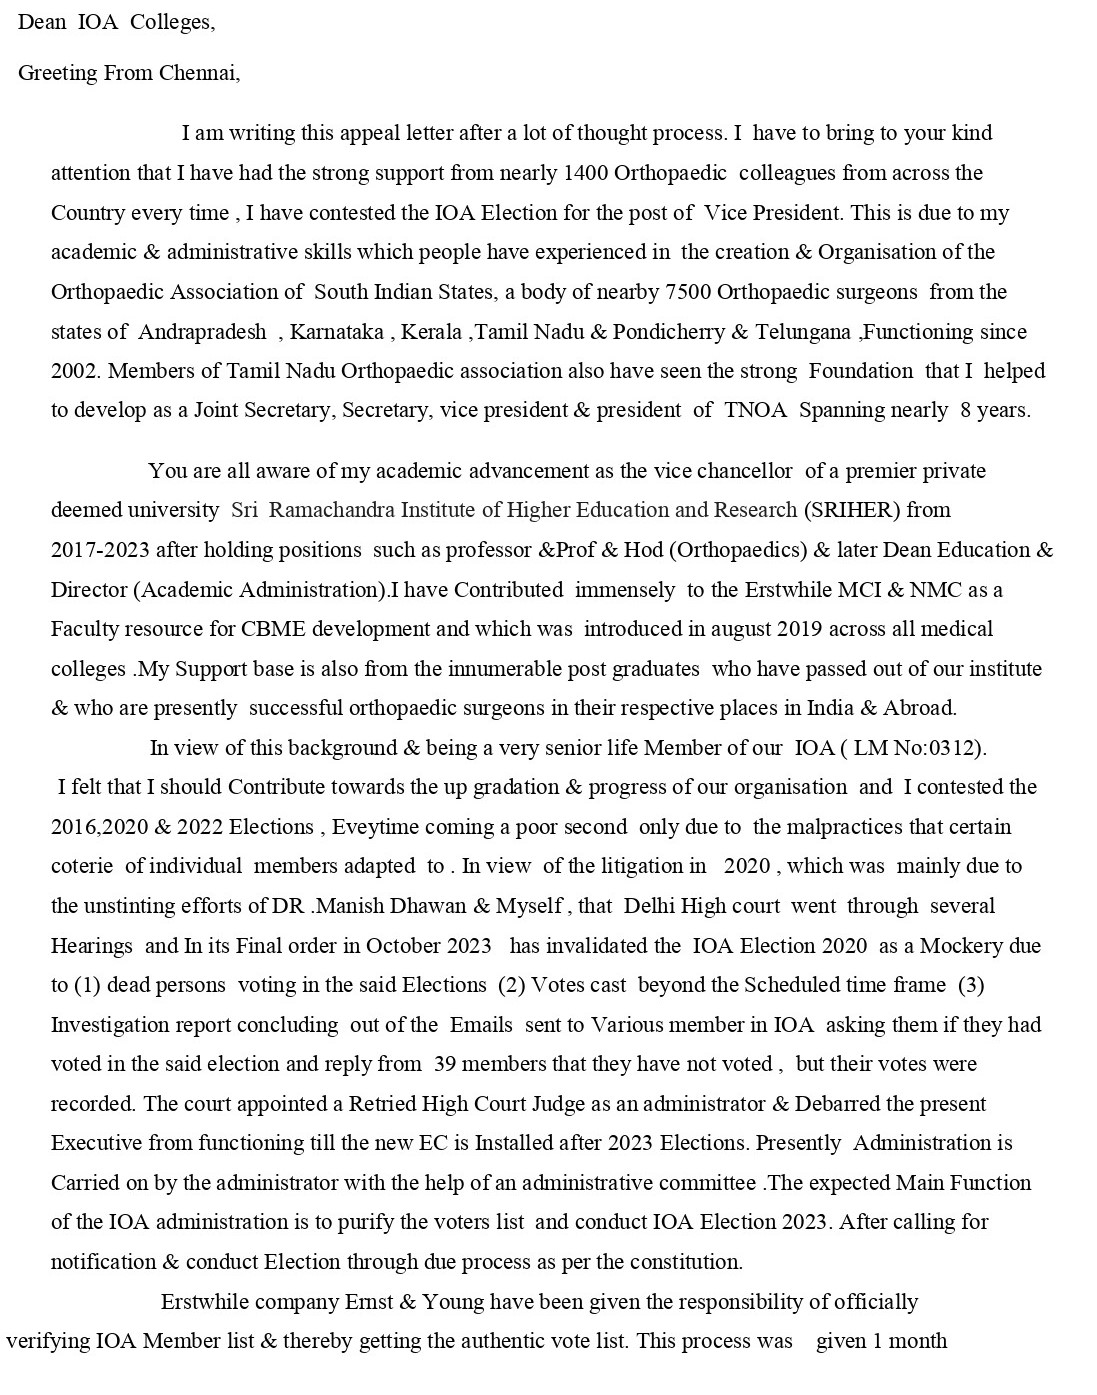 Dean IOA Colleges,
Greeting From Chennai,
I am writing this appeal letter after a lot of thought process. I have to bring to your kind
attention that I have had the strong support from nearly 1400 Orthopaedic colleagues from across the
Country every time , I have contested the IOA Election for the post of Vice President. This is due to my
academic & administrative skills which people have experienced in the creation & Organisation of the
Orthopaedic Association of South Indian States, a body of nearby 7500 Orthopaedic surgeons from the
states of Andrapradesh , Karnataka , Kerala ,Tamil Nadu & Pondicherry & Telungana ,Functioning since
2002. Members of Tamil Nadu Orthopaedic association also have seen the strong Foundation that I helped
to develop as a Joint Secretary, Secretary, vice president & president of TNOA Spanning nearly 8 years.
You are all aware of my academic advancement as the vice chancellor of a premier private
deemed university Sri Ramachandra Institute of Higher Education and Research (SRIHER) from
2017-2023 after holding positions such as professor &Prof & Hod (Orthopaedics) & later Dean Education &
Director (Academic Administration).I have Contributed immensely to the Erstwhile MCI & NMC as a
Faculty resource for CBME development and which was introduced in august 2019 across all medical
colleges .My Support base is also from the innumerable post graduates who have passed out of our institute
& who are presently successful orthopaedic surgeons in their respective places in India & Abroad.
In view of this background & being a very senior life Member of our IOA ( LM No:0312).
I felt that I should Contribute towards the up gradation & progress of our organisation and I contested the
2016,2020 & 2022 Elections , Eveytime coming a poor second only due to the malpractices that certain
coterie of individual members adapted to . In view of the litigation in 2020 , which was mainly due to
the unstinting efforts of DR .Manish Dhawan & Myself , that Delhi High court went through several
Hearings and In its Final order in October 2023 has invalidated the IOA Election 2020 as a Mockery due
to (1) dead persons voting in the said Elections (2) Votes cast beyond the Scheduled time frame (3)
Investigation report concluding out of the Emails sent to Various member in IOA asking them if they had
voted in the said election and reply from 39 members that they have not voted , but their votes were
recorded. The court appointed a Retried High Court Judge as an administrator & Debarred the present
Executive from functioning till the new EC is Installed after 2023 Elections. Presently Administration is
Carried on by the administrator with the help of an administrative committee .The expected Main Function
of the IOA administration is to purify the voters list and conduct IOA Election 2023. After calling for
notification & conduct Election through due process as per the constitution.
Erstwhile company Ernst & Young have been given the responsibility of officially
verifying IOA Member list & thereby getting the authentic vote list. This process was given 1 month